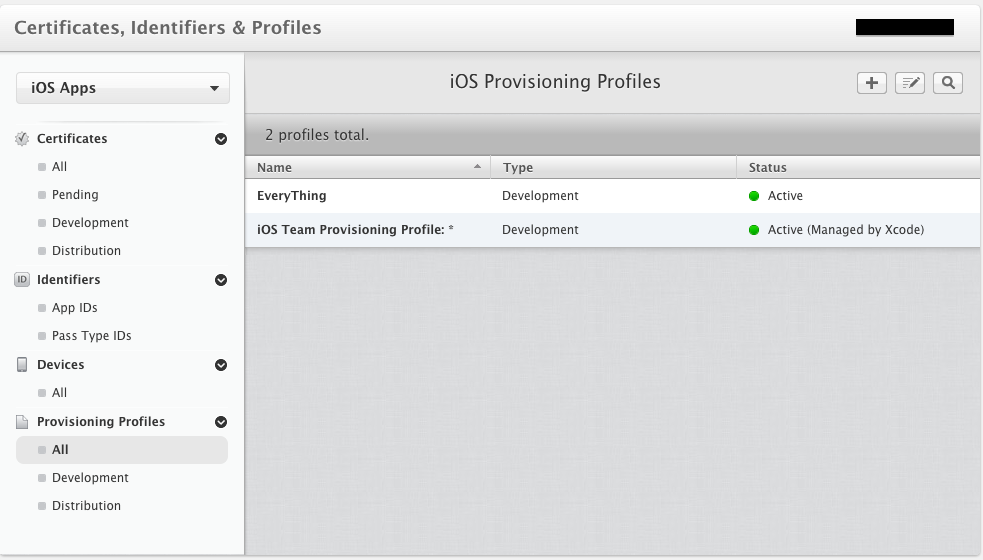 Certificates, Identifiers & Profiles
iOS Apps
Certificates
All
Pending
Development
Distribution
ID Identifiers
App IDs
Pass Type IDs
Devices
All
Provisioning Profiles
All
Development
Distribution
iOS Provisioning Profiles
2 profiles total.
Name Type Status
EveryThing Development Active
iOS Team Provisioning Profile: * Development Active (Managed by Xcode)